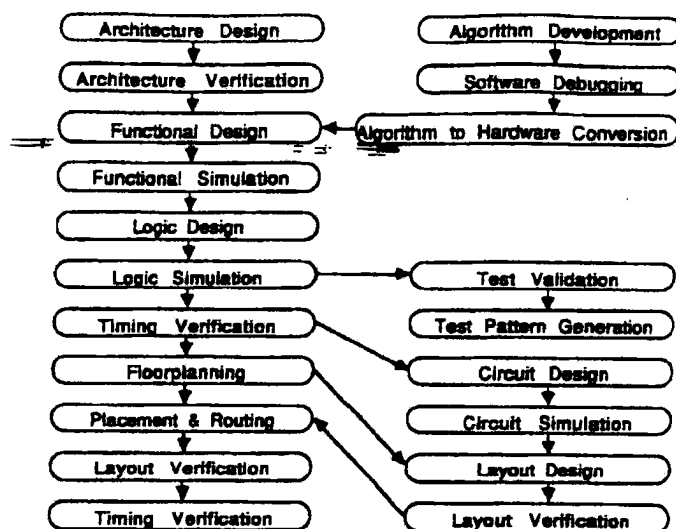 Architecture Design
Architecture Verification
Functional Design
Functional Simulation
Logic Design
Logic Simulation
Timing Verification
Floorplanning
Placement & Routing
Layout Verification
Timing Verification
Algorithm Development
Software Debugging
Algorithm to Hardware Conversion
Test Validation
Test Pattern Generation
Circuit Design
Circuit Simulation
Layout Design
Layout Verification